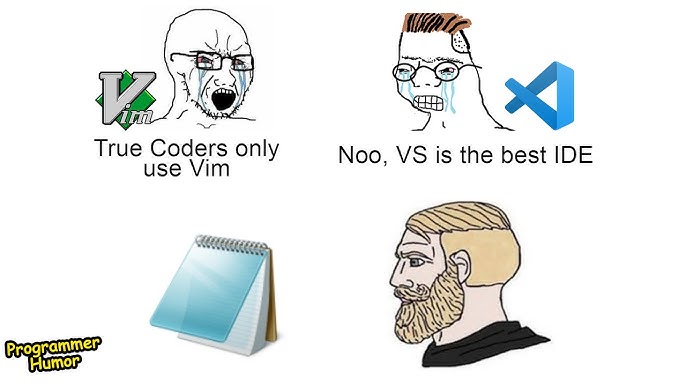 Vim
True Coders only
use Vim
Noo, VS is the best IDE
Programmer
Humor